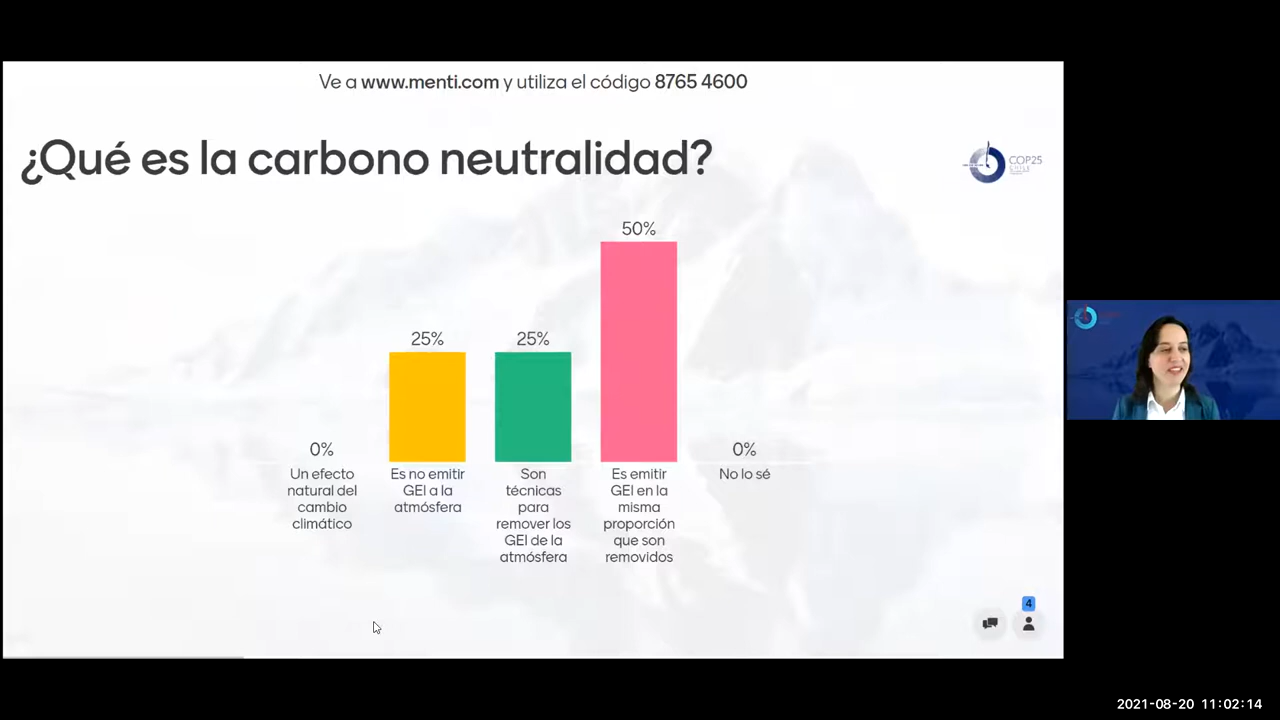 Ve a www.menti.com y utiliza el código 8765 4600
¿Qué es la carbono neutralidad?
COP25
CHILE
50%
25%
25%
0%
0%
Un efecto
natural del
cambio
climático
Es no emitir
GEI a la
atmósfera
Son
técnicas
para
remover los
GEI de la
atmósfera
Es emitir
GEI en la
misma
proporción
que son
removidos
No lo sé
4
2021-08-20 11:02:14